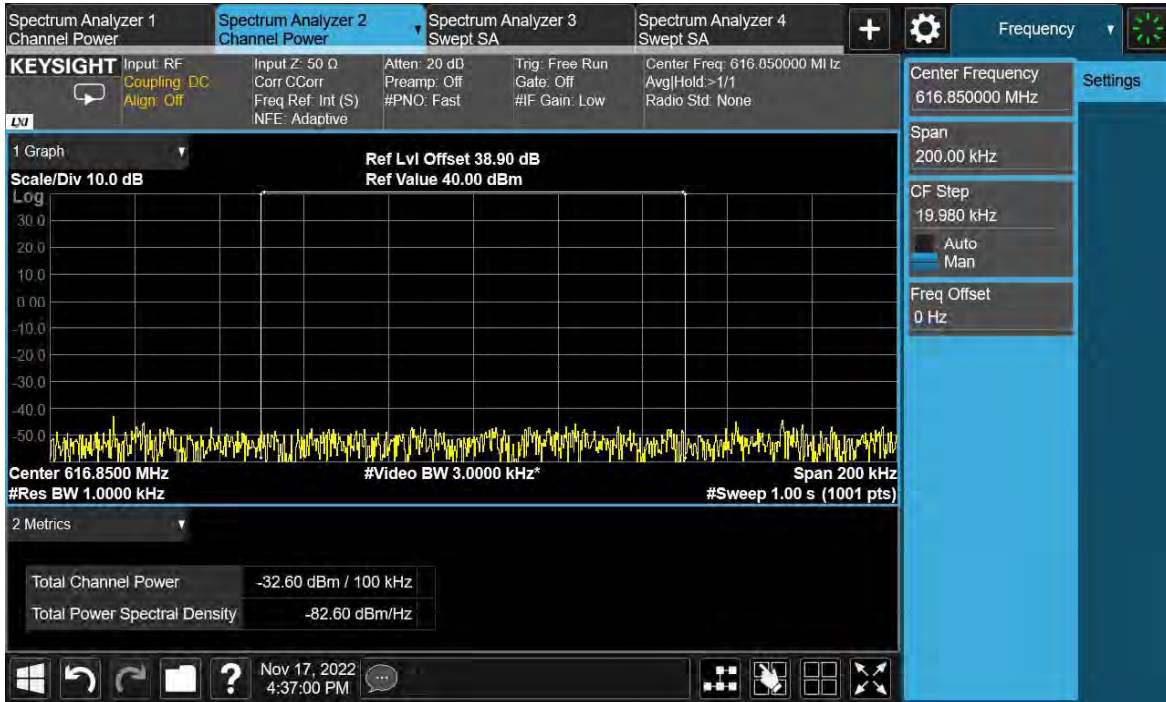 Spectrum Analyzer 1
Channel Power
Spectrum Analyzer 2
Channel Power
Spectrum Analyzer 3
Swept SA
Spectrum Analyzer 4
Swept SA
+
Frequency
KEYSIGHT
LXI
Input: RF
Coupling: DC
Align: Off
Input Z: 50 Ω
Corr CCorr
Freq Ref: Int (S)
NFE: Adaptive
Atten: 20 dB
Preamp: Off
#PNO: Fast
Trig: Free Run
Gate: Off
#IF Gain: Low
Center Freq: 616.850000 MHz
Avg|Hold:>1/1
Radio Std: None
Center Frequency
616.850000 MHz
Settings
Span
200.00 kHz
CF Step
19.980 kHz
Auto
Man
Freq Offset
0 Hz
1 Graph
Scale/Div 10.0 dB
Ref Lvl Offset 38.90 dB
Ref Value 40.00 dBm
Log
30.0
20.0
10.0
0.00
-10.0
-20.0
-30.0
-40.0
-50.0
Center 616.8500 MHz
#Video BW 3.0000 kHz*
Span 200 kHz
#Res BW 1.0000 kHz
#Sweep 1.00 s (1001 pts)
2 Metrics
Total Channel Power -32.60 dBm / 100 kHz
Total Power Spectral Density -82.60 dBm/Hz
?
Nov 17, 2022
4:37:00 PM